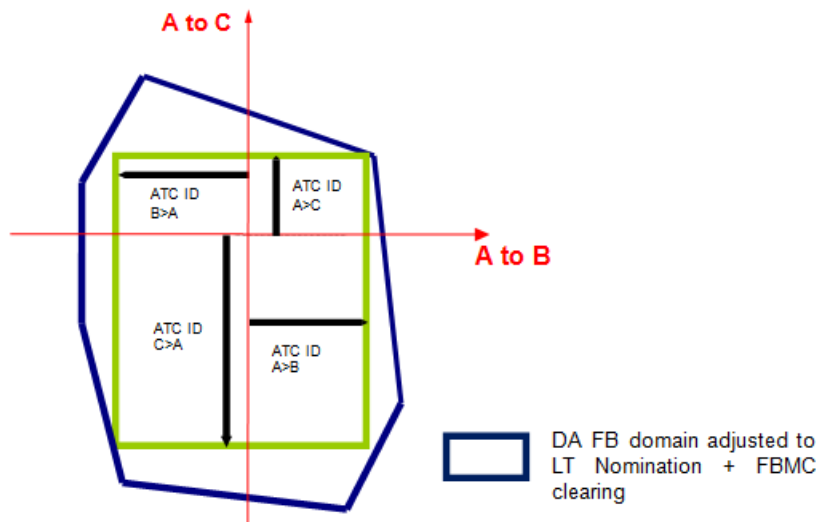 A to C
ATC ID
B>A
ATC ID
A>C
A to B
ATC ID
C>A
ATC ID
A>B
DA FB domain adjusted to
LT Nomination + FBMC
clearing